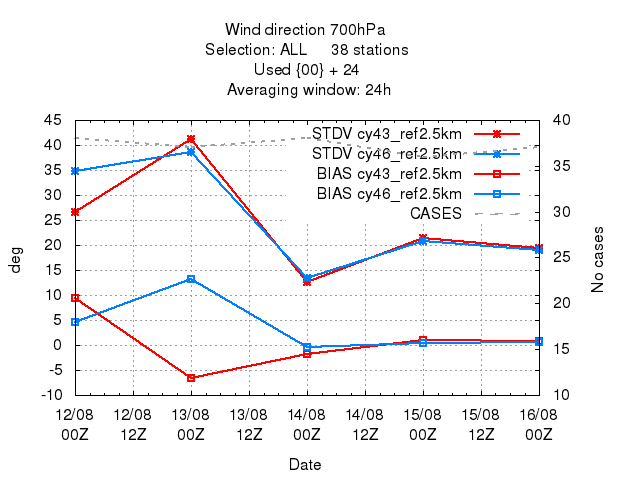 Wind direction 700hPa
Selection: ALL 38 stations
Used {00} + 24
Averaging window: 24h
45 40
40
35 35
30 30
25
20 25
15
10 20
5
0 15
-5
-10 10
deg
No cases
STDV cy43_ref2.5km
STDV cy46_ref2.5km
BIAS cy43_ref2.5km
BIAS cy46_ref2.5km
CASES
12/08 12/08 13/08 13/08 14/08 14/08 15/08 15/08 16/08
00Z 12Z 00Z 12Z 00Z 12Z 00Z 12Z 00Z
Date